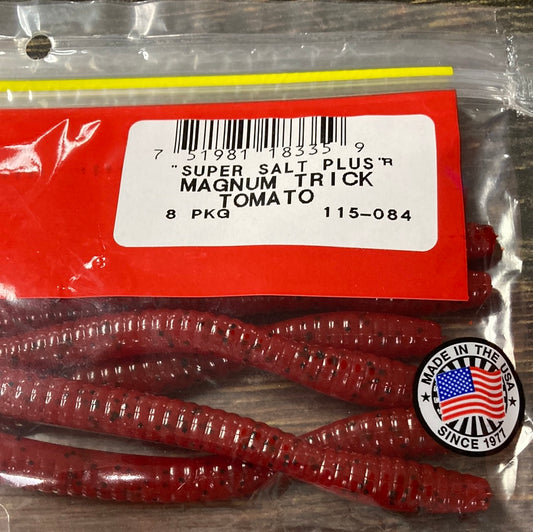 7 51981 18335 9
"SUPER SALT PLUS"R
MAGNUM TRICK
TOMATO
8 PKG 115-084
MADE IN THE USA
SINCE 1977